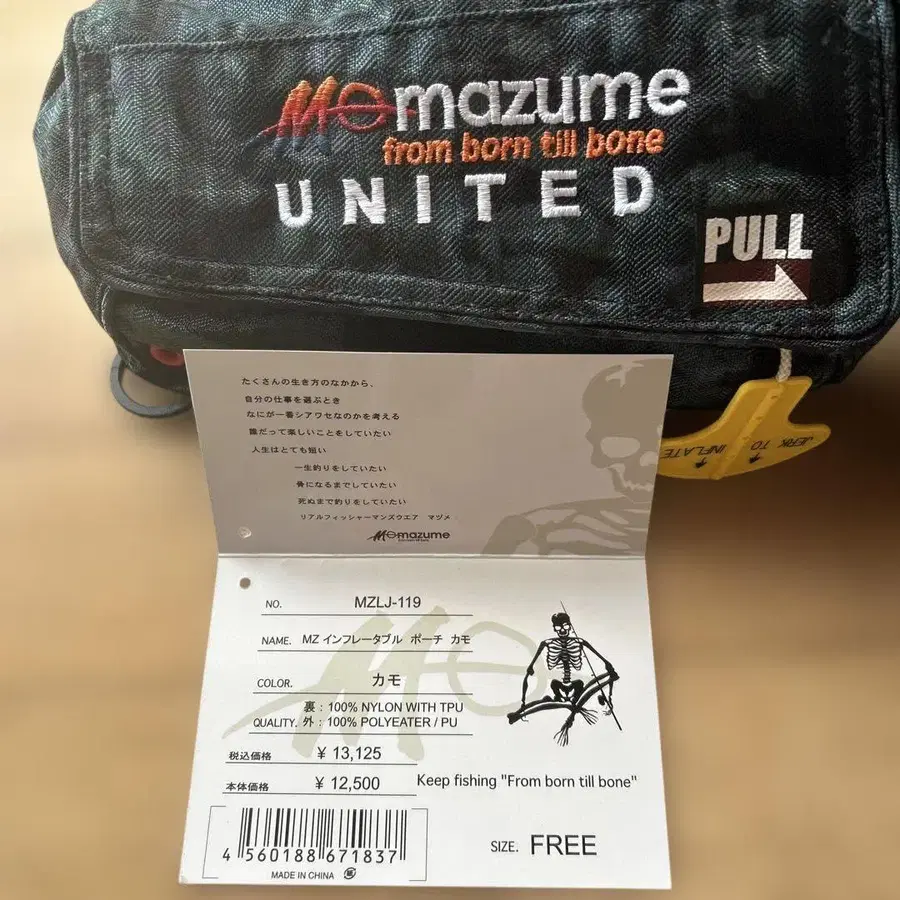 mazume
from born till bone
UNITED
PULL
JERK TO INFLATE
たくさんの生き方のなかから、
自分の仕事を選ぶとき
なにが一番シアワセなのかを考える
誰だって楽しいことをしていたい
人生はとても短い
一生釣りをしていたい
骨になるまでしていたい
死ぬまで釣りをしていたい
リアルフィッシャーマンズウエア マヅメ
mazume
NO. MZLJ-119
NAME. MZ インフレータブル ポーチ カモ
COLOR. カモ
裏:100% NYLON WITH TPU
QUALITY. 外:100% POLYEATER / PU
税込価格 ¥ 13,125
本体価格 ¥ 12,500
Keep fishing "From born till bone"
4 560188 671837
MADE IN CHINA
SIZE. FREE